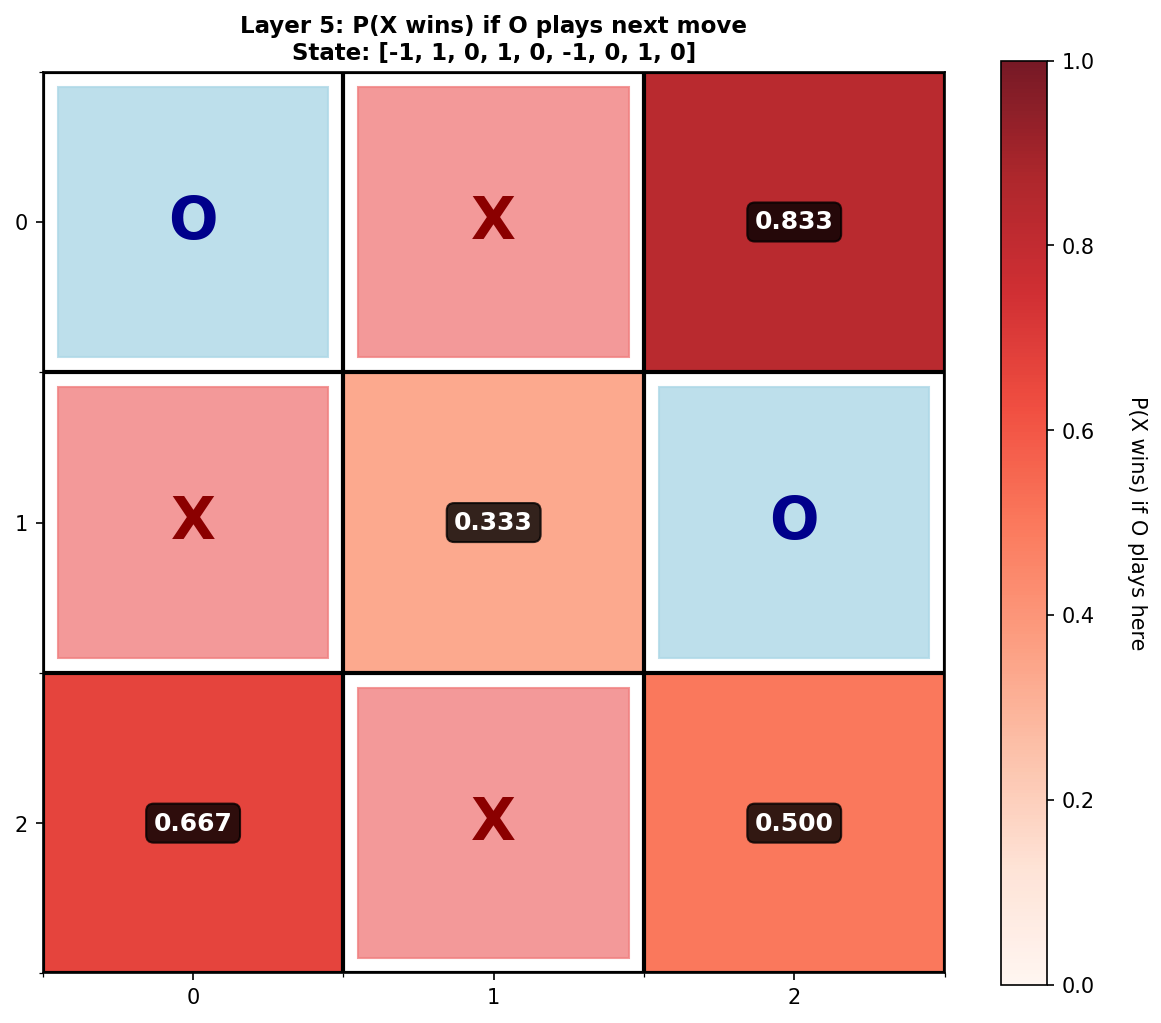 Layer 5: P(X wins) if O plays next move
State: [-1, 1, 0, 1, 0, -1, 0, 1, 0]
O
X
0.833
X
0.333
O
0.667
X
0.500
0
1
2
0
1
2
1.0
0.8
0.6
0.4
0.2
0.0
P(X wins) if O plays here